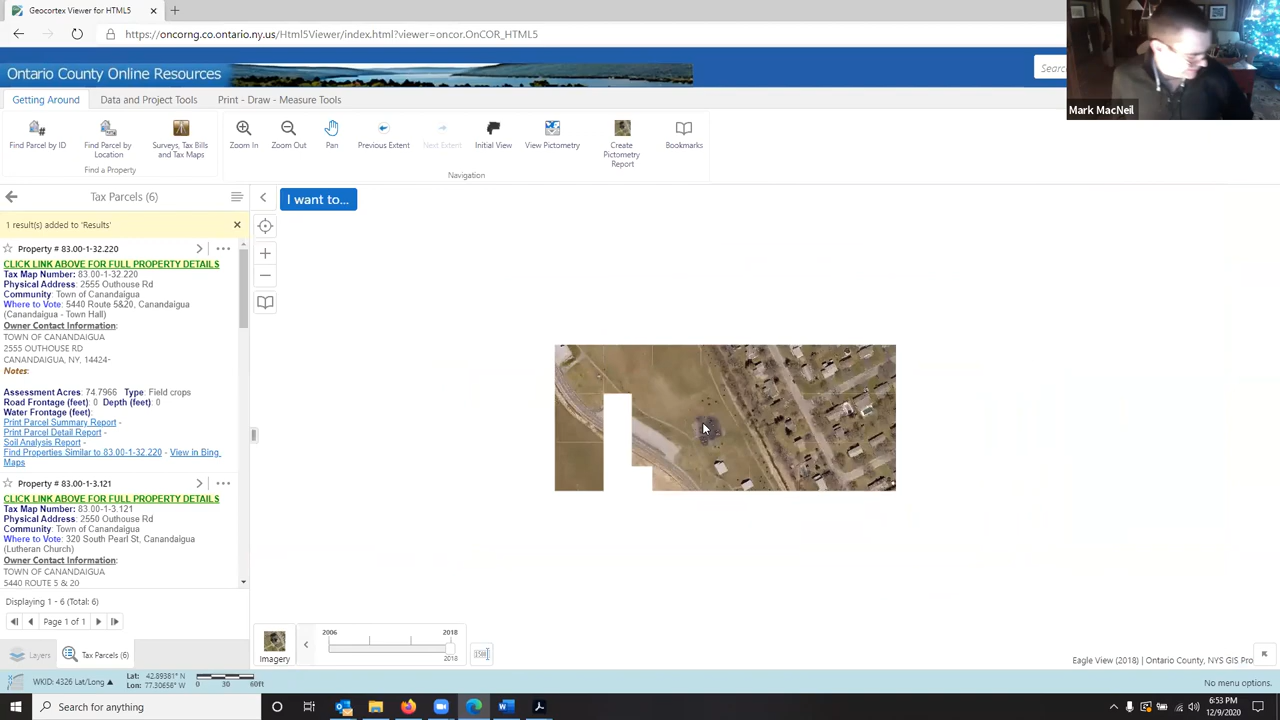 Geocortex Viewer for HTML5
https://oncorng.co.ontario.ny.us/Html5Viewer/index.html?viewer=oncor.OnCOR_HTML5
Mark MacNeil
Ontario County Online Resources
Search
Getting Around
Data and Project Tools
Print - Draw - Measure Tools
Find Parcel by ID
Find Parcel by Location
Surveys, Tax Bills and Tax Maps
Find a Property
Zoom In
Zoom Out
Pan
Previous Extent
Next Extent
Initial View
View Pictometry
Create Pictometry Report
Bookmarks
Navigation
Tax Parcels (6)
I want to...
1 result(s) added to 'Results'
Property # 83.00-1-32.220
CLICK LINK ABOVE FOR FULL PROPERTY DETAILS
Tax Map Number: 83.00-1-32.220
Physical Address: 2555 Outhouse Rd
Community: Town of Canandaigua
Where to Vote: 5440 Route 5&20, Canandaigua
(Canandaigua - Town Hall)
Owner Contact Information:
TOWN OF CANANDAIGUA
2555 OUTHOUSE RD
CANANDAIGUA, NY, 14424-
Notes:
Assessment Acres: 74.7966 Type: Field crops
Road Frontage (feet): 0 Depth (feet): 0
Water Frontage (feet):
Print Parcel Summary Report -
Print Parcel Detail Report -
Soil Analysis Report -
Find Properties Similar to 83.00-1-32.220 - View in Bing
Maps
Property # 83.00-1-3.121
CLICK LINK ABOVE FOR FULL PROPERTY DETAILS
Tax Map Number: 83.00-1-3.121
Physical Address: 2550 Outhouse Rd
Community: Town of Canandaigua
Where to Vote: 320 South Pearl St, Canandaigua
(Lutheran Church)
Owner Contact Information:
TOWN OF CANANDAIGUA
5440 ROUTE 5 & 20
Displaying 1 - 6 (Total: 6)
Page 1 of 1
Layers
Tax Parcels (6)
Imagery
2006
2018
2018
Eagle View (2018) | Ontario County, NYS GIS Pro
WKID: 4326 Lat/Long
Lat: 42.89381° N
Lon: 77.30656° W
0 30 60ft
No menu options.
Search for anything
6:53 PM
12/9/2020